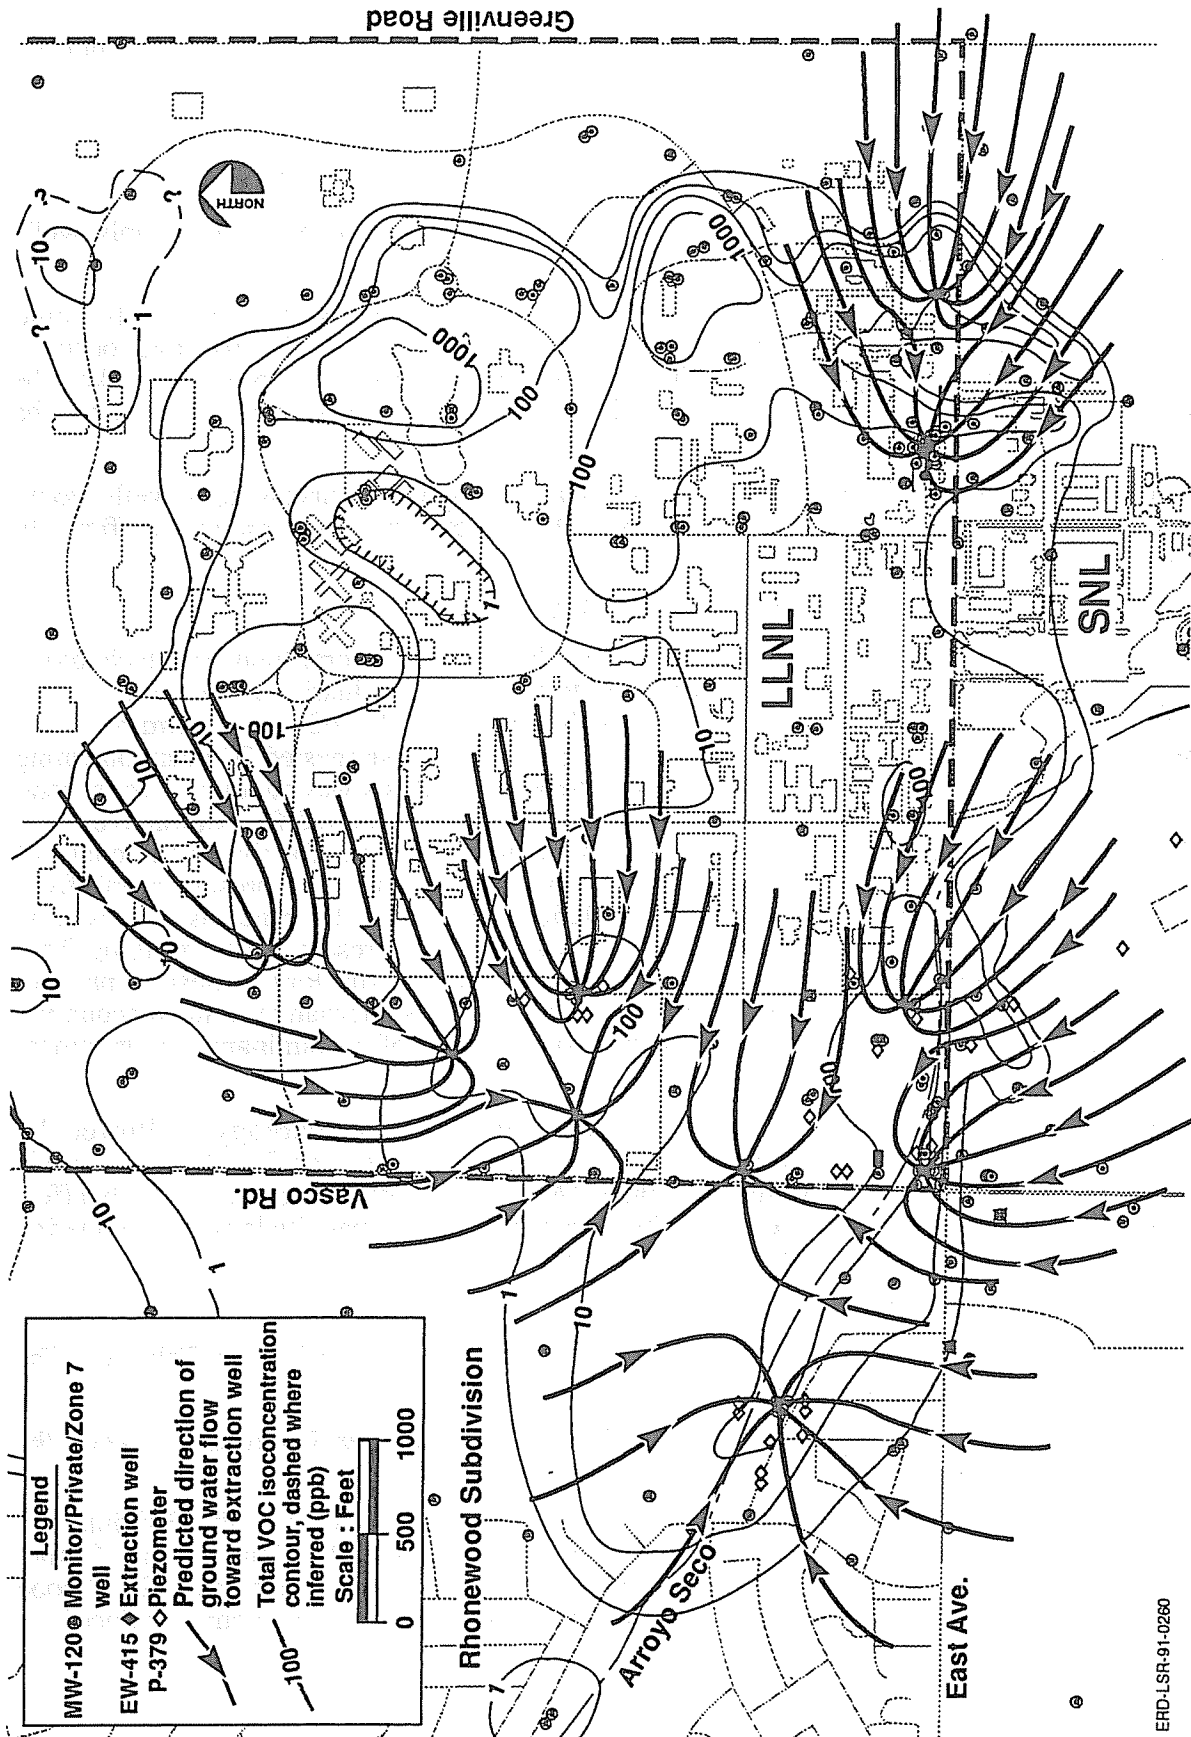 Greenville Road
NORTH
?
?
?
10
1
1000
1000
100
100
1
LLNL
SNL
10
10
100
10
100
10
10
10
100
100
Vasco Rd.
10
1
1
10
Rhonewood Subdivision
Arroyo Seco
East Ave.
1
Legend
MW-120 Monitor/Private/Zone 7
well
EW-415 Extraction well
P-379 Piezometer
Predicted direction of
ground water flow
toward extraction well
100
Total VOC isoconcentration
contour, dashed where
inferred (ppb)
Scale : Feet
0 500 1000
ERD-LSR-91-0260